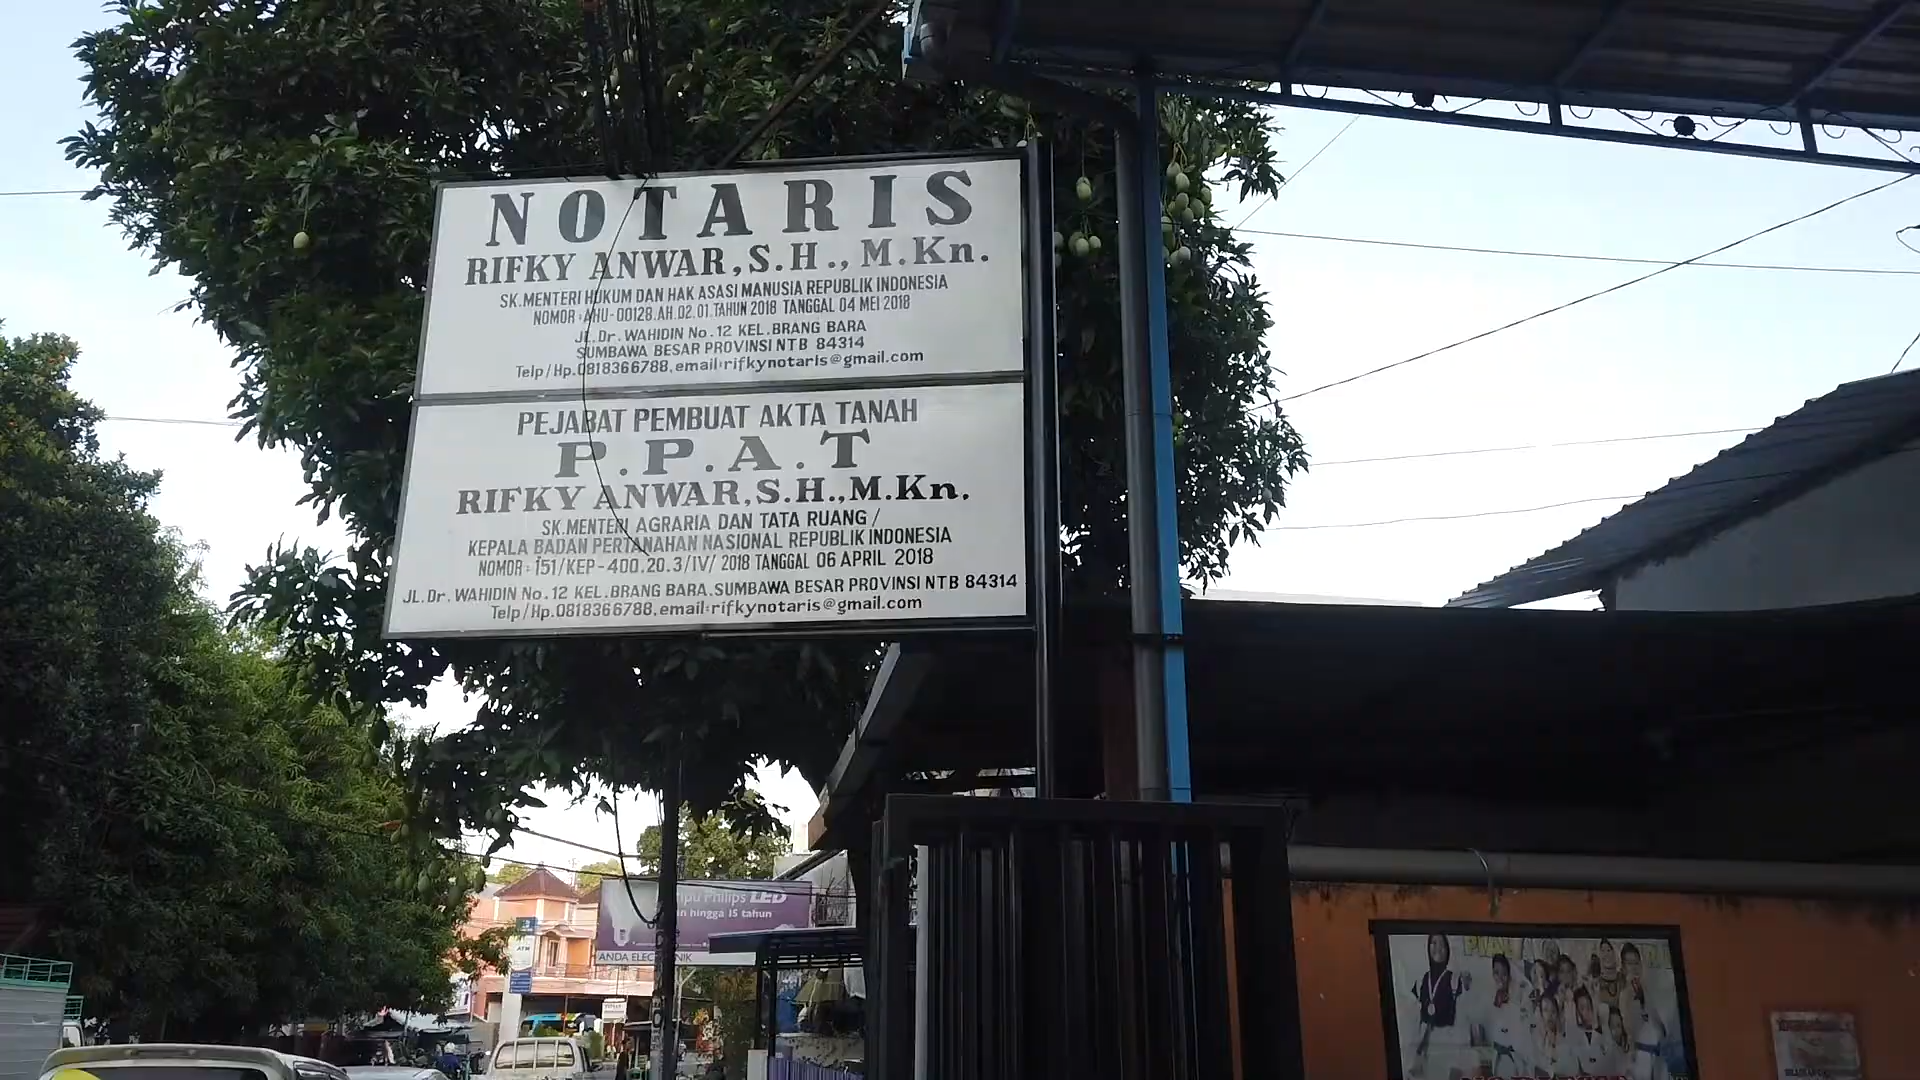 NOTARIS
RIFKY ANWAR,S.H., M.Kn.
SK.MENTERI HUKUM DAN HAK ASASI MANUSIA REPUBLIK INDONESIA
NOMOR : AHU-00128.AH.02.01.TAHUN 2018 TANGGAL 04 MEI 2018
JL.Dr. WAHIDIN No.12 KEL.BRANG BARA
SUMBAWA BESAR PROVINSI NTB 84314
Telp/Hp.0818366788,email:rifkynotaris@gmail.com
PEJABAT PEMBUAT AKTA TANAH
P.P.A.T
RIFKY ANWAR,S.H.,M.Kn.
SK.MENTERI AGRARIA DAN TATA RUANG /
KEPALA BADAN PERTANAHAN NASIONAL REPUBLIK INDONESIA
NOMOR : 151/KEP-400.20.3/IV/ 2018 TANGGAL 06 APRIL 2018
JL.Dr. WAHIDIN No.12 KEL.BRANG BARA.SUMBAWA BESAR PROVINSI NTB 84314
Telp/Hp.0818366788,email:rifkynotaris@gmail.com
Philips LED
hingga 15 tahun
ANDA
ATM